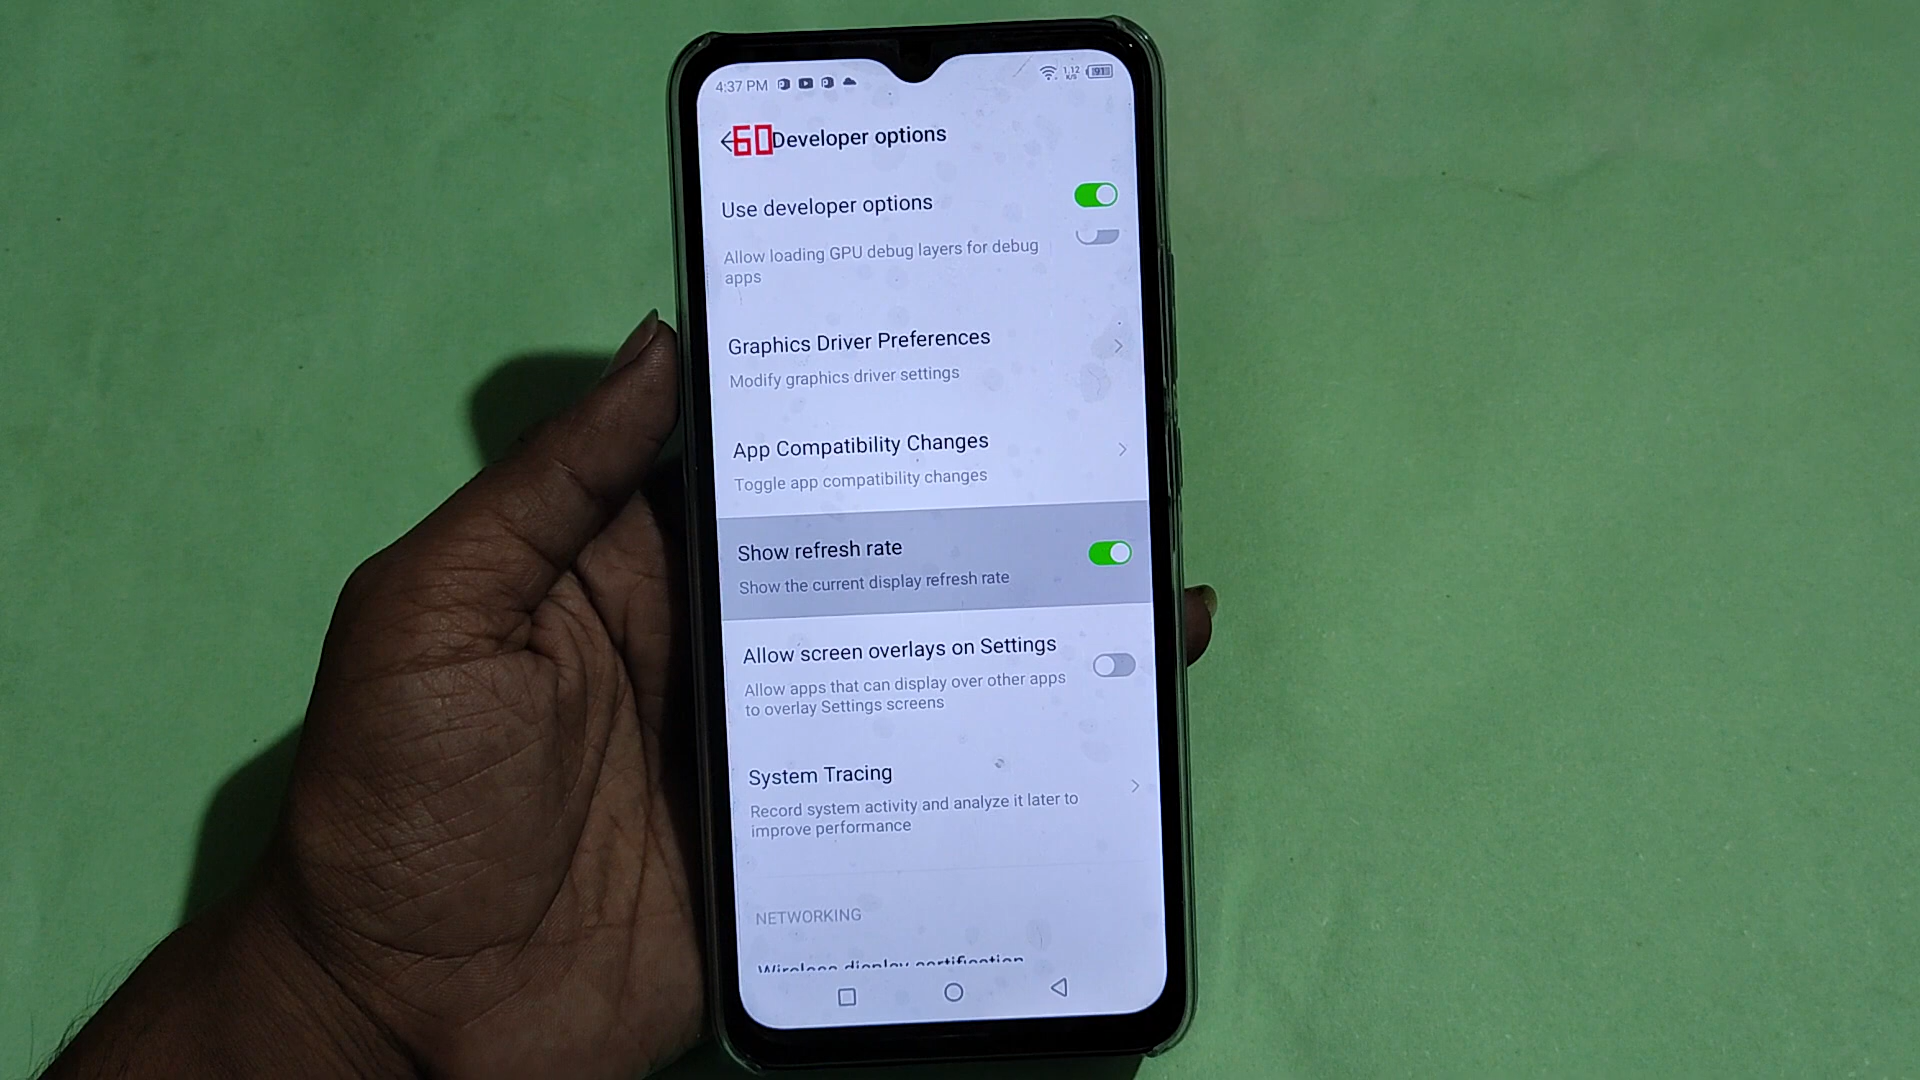 4:37 PM
1.12
K/S
60
Developer options
Use developer options
Allow loading GPU debug layers for debug
apps
Graphics Driver Preferences
Modify graphics driver settings
App Compatibility Changes
Toggle app compatibility changes
Show refresh rate
Show the current display refresh rate
Allow screen overlays on Settings
Allow apps that can display over other apps
to overlay Settings screens
System Tracing
Record system activity and analyze it later to
improve performance
NETWORKING
Wireless display certification